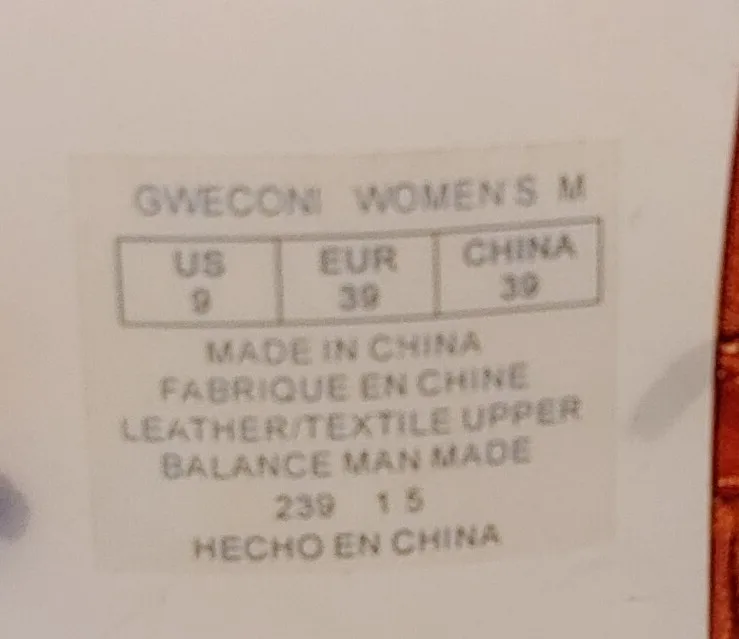 GWECONI WOMENS M
US EUR CHINA
9 39 39
MADE IN CHINA
FABRIQUE EN CHINE
LEATHER/TEXTILE UPPER
BALANCE MAN MADE
239 1 5
HECHO EN CHINA